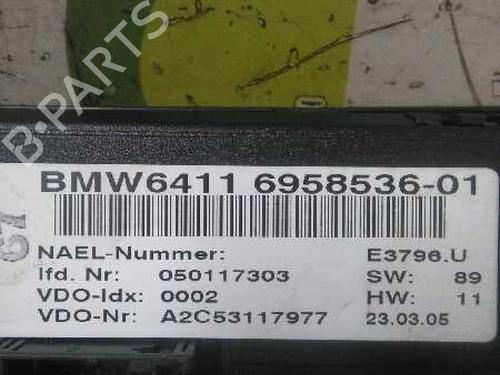 B-PARTS
BMW6411 6958536-01
NAEL-Nummer: E3796.U
lfd. Nr: 050117303 SW: 89
VDO-Idx: 0002 HW: 11
VDO-Nr: A2C53117977 23.03.05